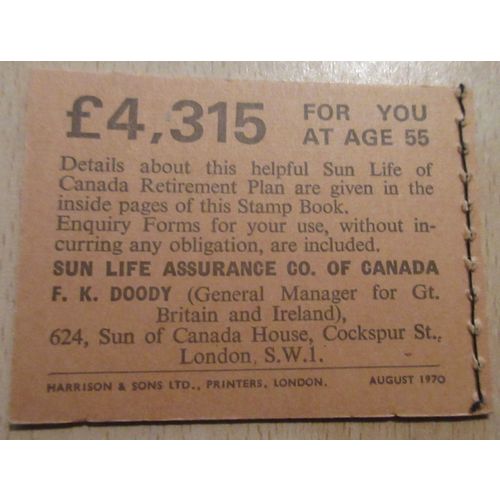 £4,315 FOR YOU
AT AGE 55
Details about this helpful Sun Life of
Canada Retirement Plan are given in the
inside pages of this Stamp Book.
Enquiry Forms for your use, without in-
curring any obligation, are included.
SUN LIFE ASSURANCE CO. OF CANADA
F. K. DOODY (General Manager for Gt.
Britain and Ireland),
624, Sun of Canada House, Cockspur St.,
London, S.W.1.
HARRISON & SONS LTD., PRINTERS, LONDON. AUGUST 1970